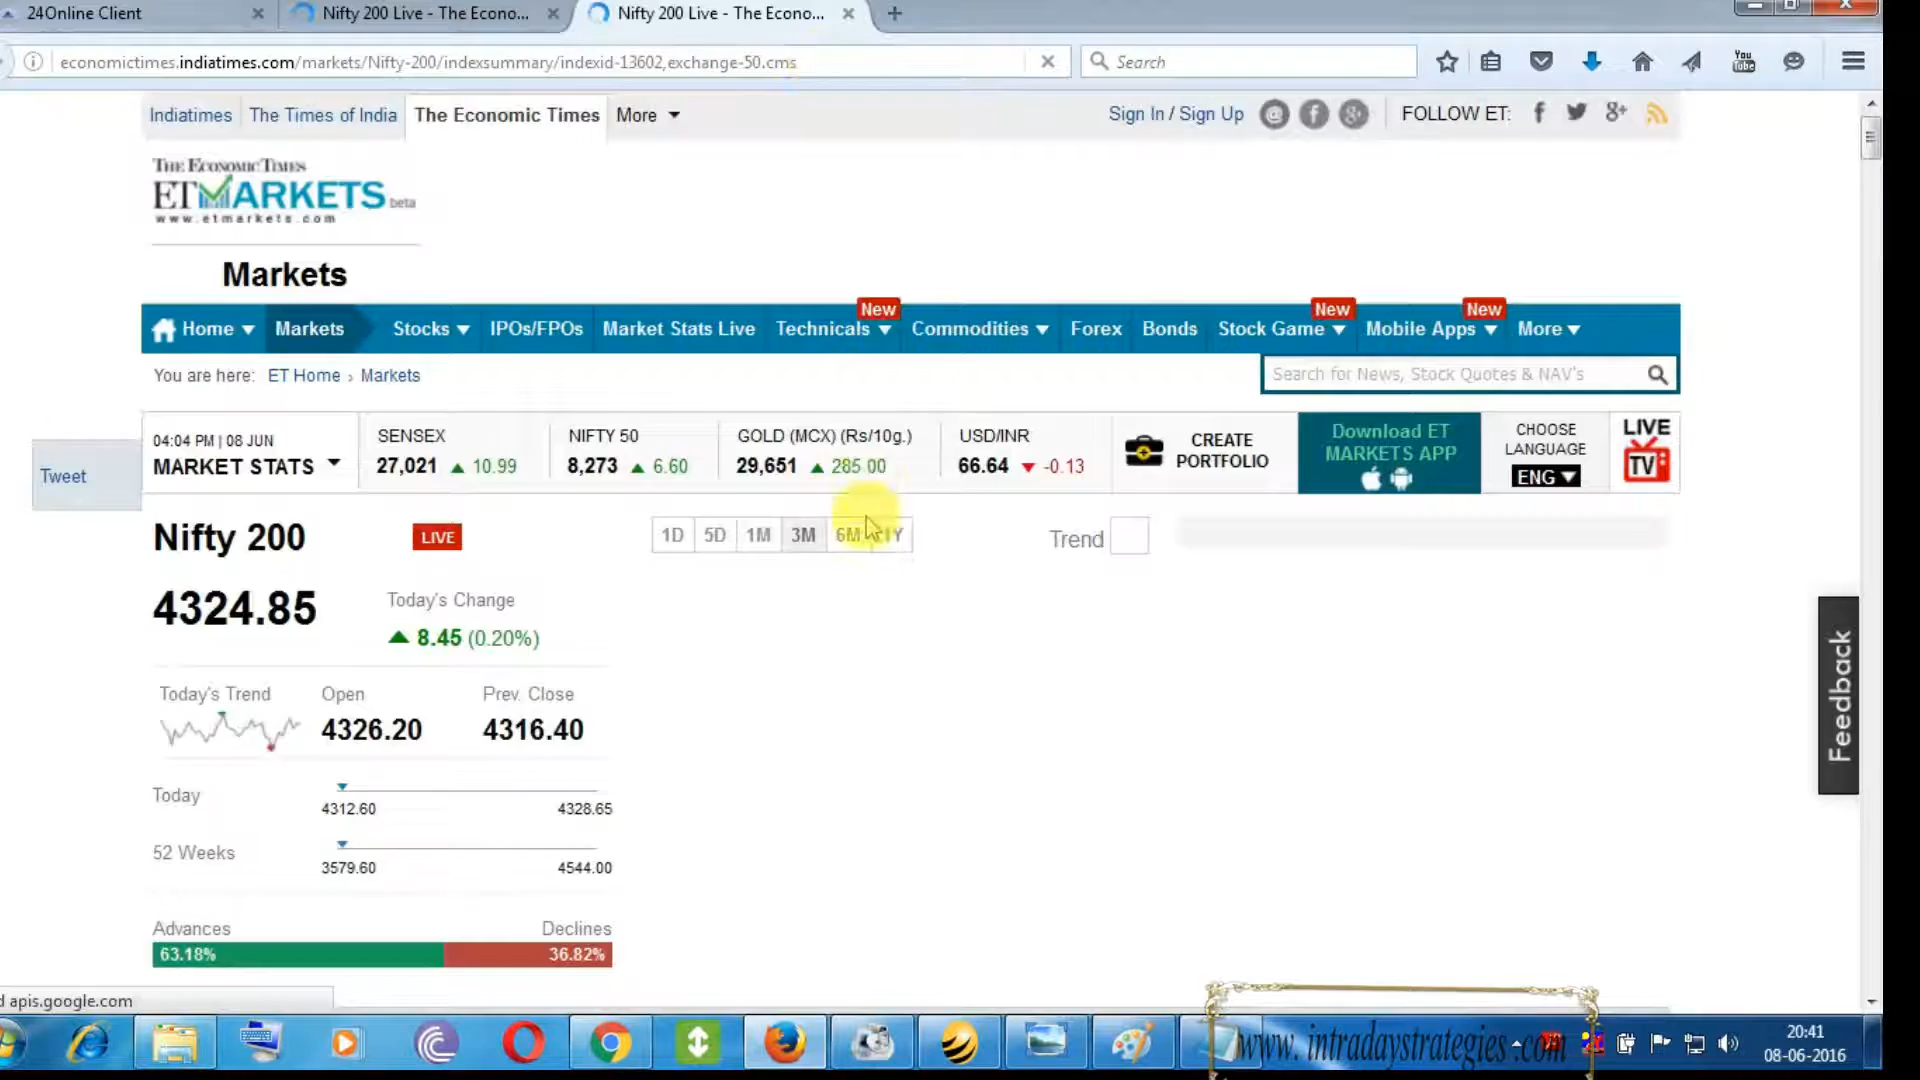 24Online Client
Nifty 200 Live - The Econo...
Nifty 200 Live - The Econo...
economictimes.indiatimes.com/markets/Nifty-200/indexsummary/indexid-13602,exchange-50.cms
Search
You Tube
Indiatimes
The Times of India
The Economic Times
More
Sign In / Sign Up
FOLLOW ET:
THE ECONOMIC TIMES
ETMARKETS beta
www.etmarkets.com
Markets
New New New
Home Markets Stocks IPOs/FPOs Market Stats Live Technicals Commodities Forex Bonds Stock Game Mobile Apps More
You are here: ET Home › Markets
Search for News, Stock Quotes & NAV's
04:04 PM | 08 JUN
MARKET STATS
SENSEX
27,021 10.99
NIFTY 50
8,273 6.60
GOLD (MCX) (Rs/10g.)
29,651 285.00
USD/INR
66.64 -0.13
CREATE
PORTFOLIO
Download ET
MARKETS APP
CHOOSE
LANGUAGE
ENG
LIVE
TV
Tweet
Nifty 200 LIVE
1D 5D 1M 3M 6M 1Y
Trend
4324.85
Today's Change
8.45 (0.20%)
Today's Trend Open Prev. Close
4326.20 4316.40
Today
4312.60 4328.65
52 Weeks
3579.60 4544.00
Advances Declines
63.18% 36.82%
Feedback
d apis.google.com
www. intradaystrategies .com
20:41
08-06-2016